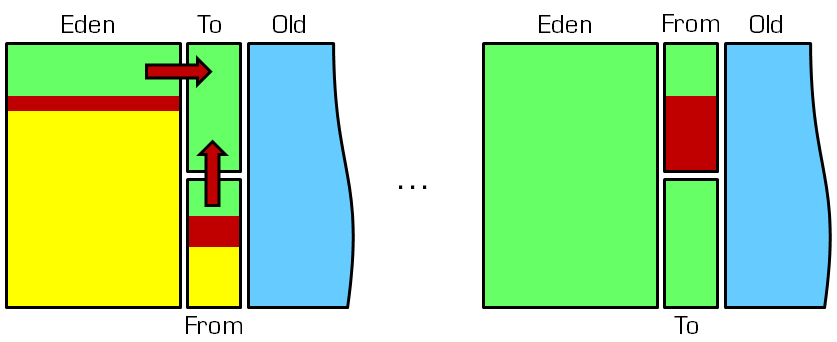 Eden To Old
From
...
Eden From Old
To